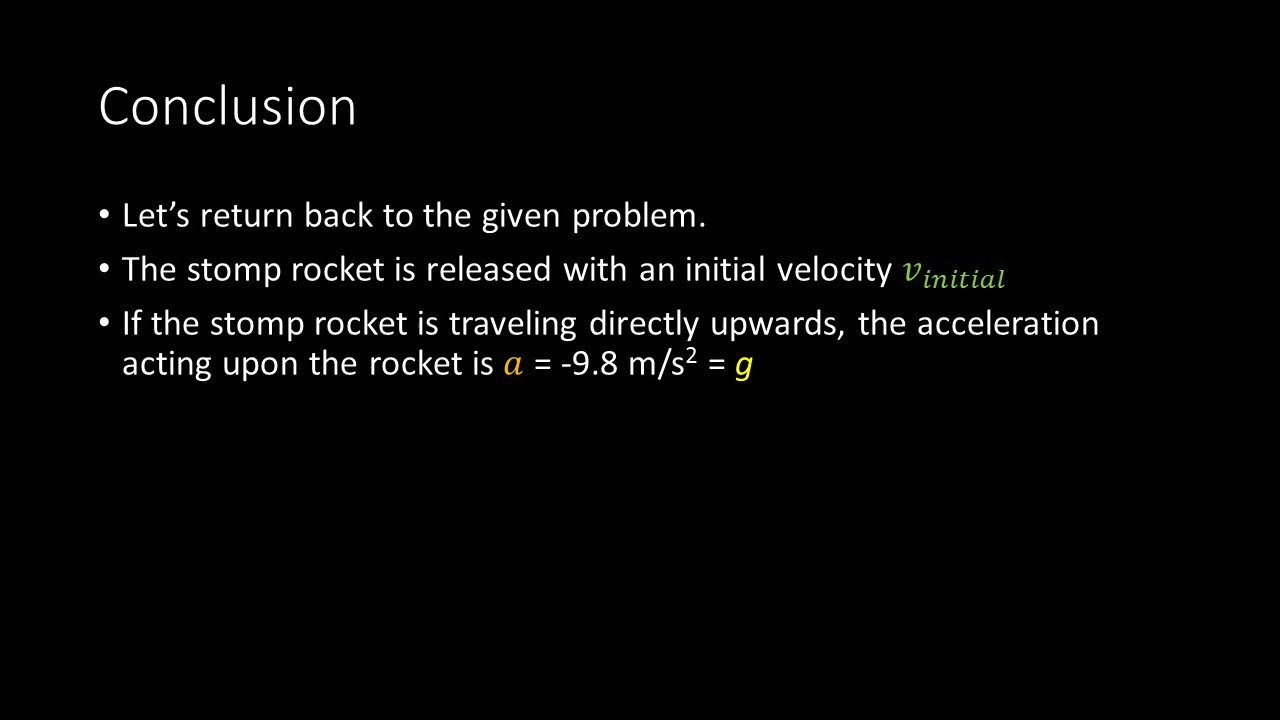 Conclusion
• Let’s return back to the given problem.
• The stomp rocket is released with an initial velocity 𝑣𝑖𝑛𝑖𝑡𝑖𝑎𝑙
• If the stomp rocket is traveling directly upwards, the acceleration
acting upon the rocket is 𝑎 = -9.8 m/s² = g